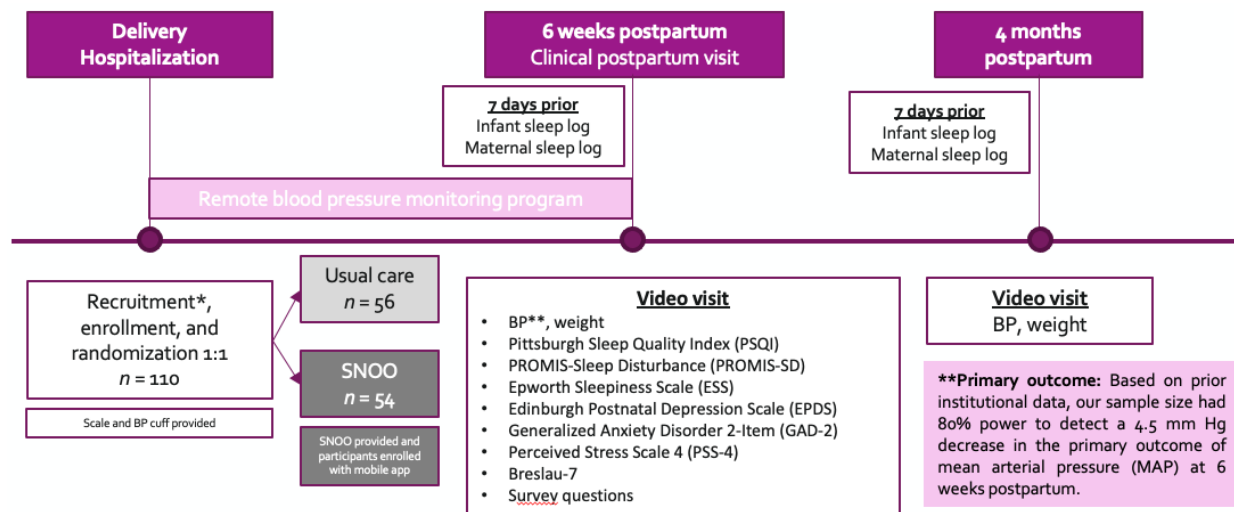 Delivery
Hospitalization
6 weeks postpartum
Clinical postpartum visit
4 months
postpartum
7 days prior
Infant sleep log
Maternal sleep log
7 days prior
Infant sleep log
Maternal sleep log
Remote blood pressure monitoring program
Recruitment*,
enrollment, and
randomization 1:1
n = 110
Scale and BP cuff provided
Usual care
n = 56
SNOO
n = 54
SNOO provided and
participants enrolled
with mobile app
Video visit
• BP**, weight
• Pittsburgh Sleep Quality Index (PSQI)
• PROMIS-Sleep Disturbance (PROMIS-SD)
• Epworth Sleepiness Scale (ESS)
• Edinburgh Postnatal Depression Scale (EPDS)
• Generalized Anxiety Disorder 2-Item (GAD-2)
• Perceived Stress Scale 4 (PSS-4)
• Breslau-7
• Survey questions
Video visit
BP, weight
**Primary outcome: Based on prior
institutional data, our sample size had
80% power to detect a 4.5 mm Hg
decrease in the primary outcome of
mean arterial pressure (MAP) at 6
weeks postpartum.